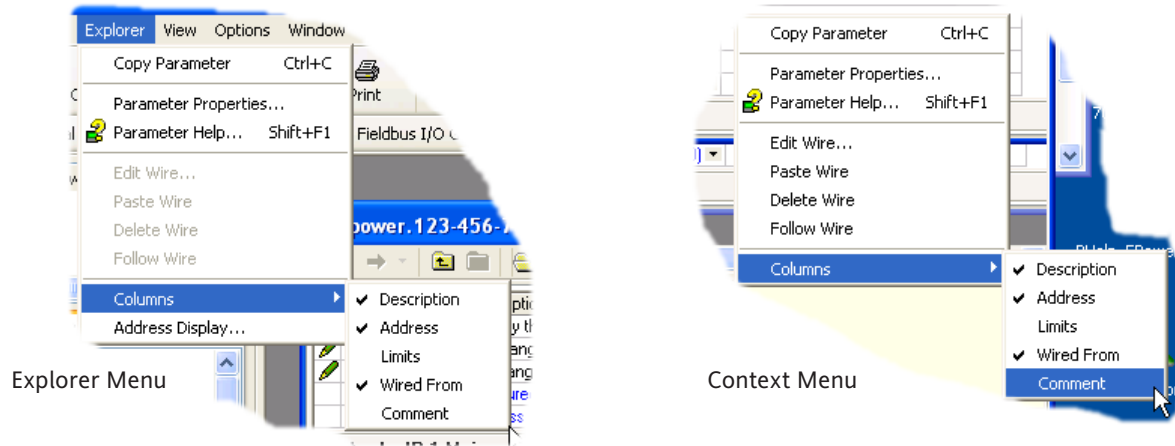 Explorer View Options Window
Copy Parameter Ctrl+C
Print
Parameter Properties...
Parameter Help... Shift+F1
Fieldbus I/O
Edit Wire...
Paste Wire
Delete Wire
Follow Wire
power.123-456-
Columns
Address Display...
Description
Address
Limits
Wired From
Comment
Explorer Menu
Copy Parameter Ctrl+C
Parameter Properties...
Parameter Help... Shift+F1
Edit Wire...
Paste Wire
Delete Wire
Follow Wire
Columns
Description
Address
Limits
Wired From
Comment
Context Menu